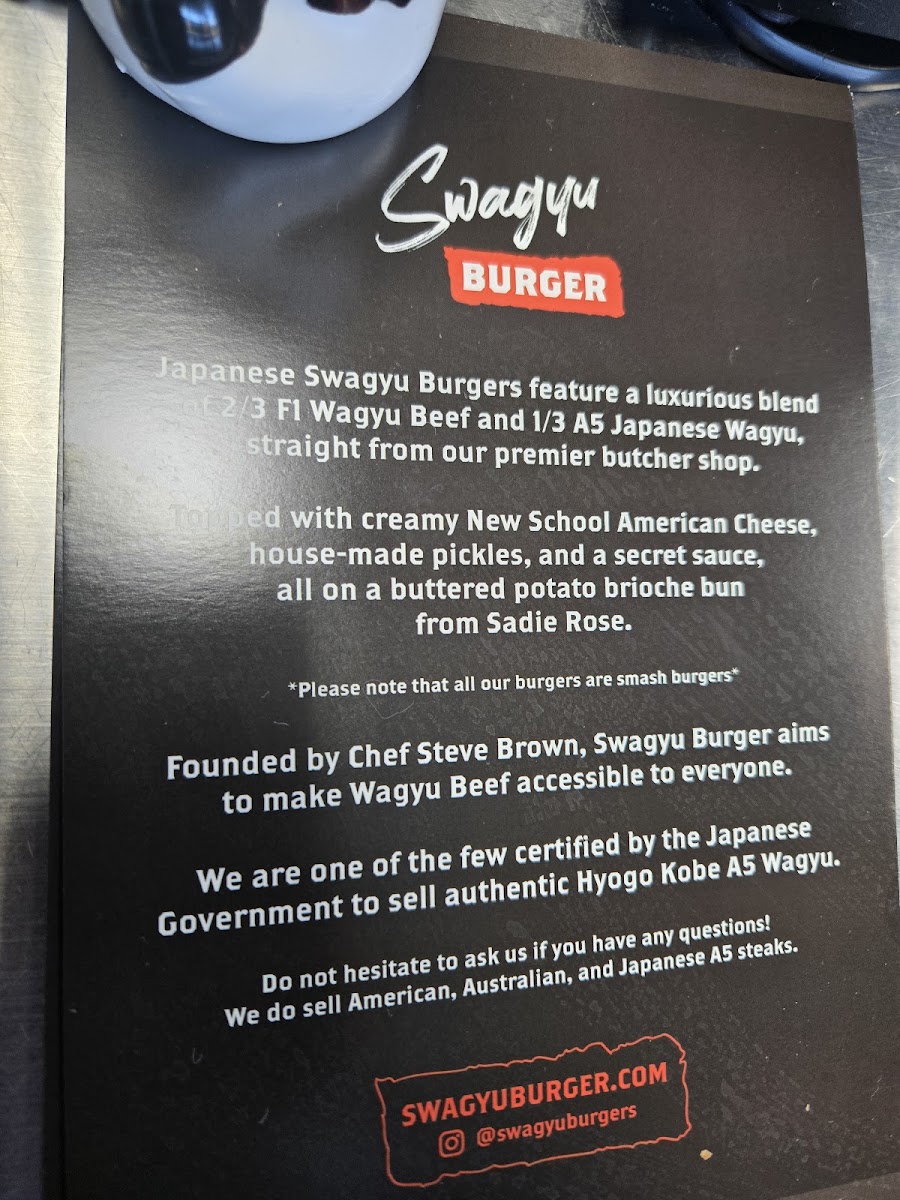 Swagyu
BURGER
Japanese Swagyu Burgers feature a luxurious blend
of 2/3 F1 Wagyu Beef and 1/3 A5 Japanese Wagyu,
straight from our premier butcher shop.
Topped with creamy New School American Cheese,
house-made pickles, and a secret sauce,
all on a buttered potato brioche bun
from Sadie Rose.
*Please note that all our burgers are smash burgers*
Founded by Chef Steve Brown, Swagyu Burger aims
to make Wagyu Beef accessible to everyone.
We are one of the few certified by the Japanese
Government to sell authentic Hyogo Kobe A5 Wagyu.
Do not hesitate to ask us if you have any questions!
We do sell American, Australian, and Japanese A5 steaks.
SWAGYUBURGER.COM
@swagyuburgers